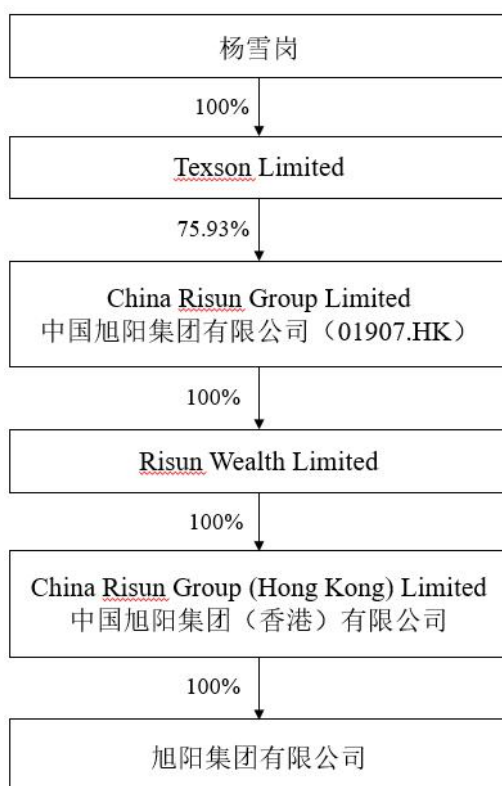 杨雪岗
100%
Texson Limited
75.93%
China Risun Group Limited
中国旭阳集团有限公司（01907.HK）
100%
Risun Wealth Limited
100%
China Risun Group (Hong Kong) Limited
中国旭阳集团（香港）有限公司
100%
旭阳集团有限公司